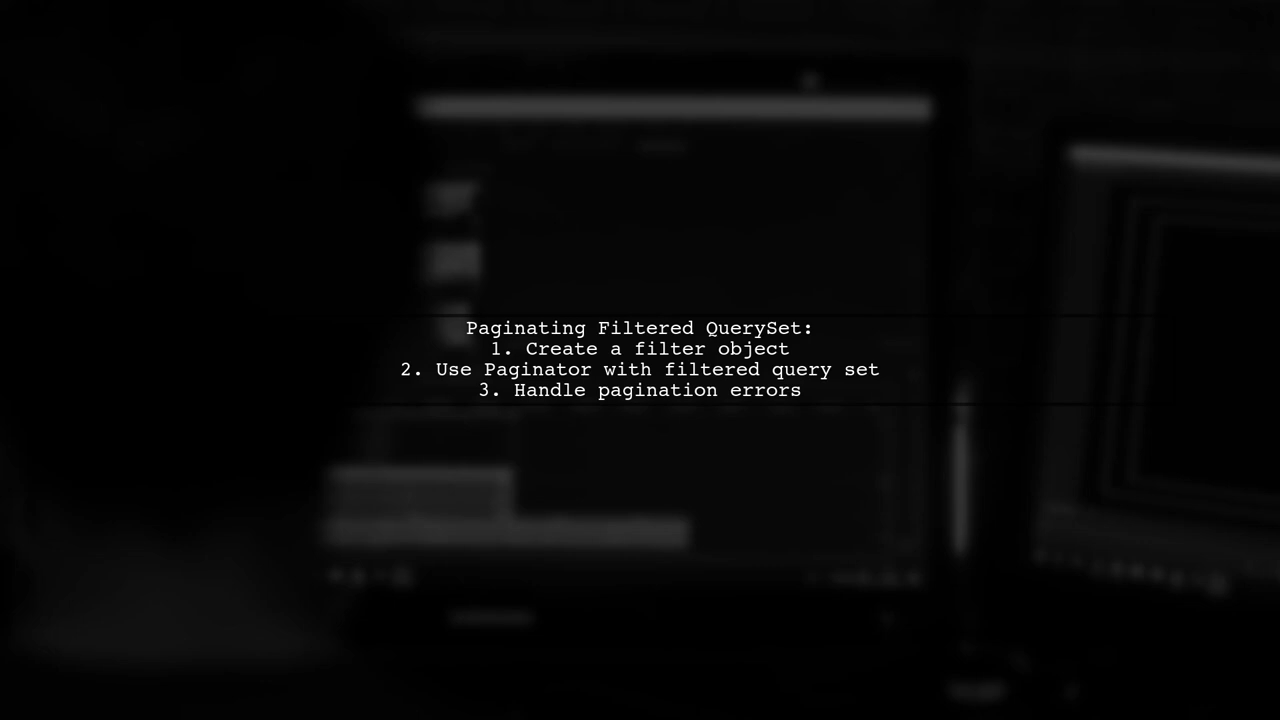 Paginating Filtered QuerySet:
1. Create a filter object
2. Use Paginator with filtered query set
3. Handle pagination errors